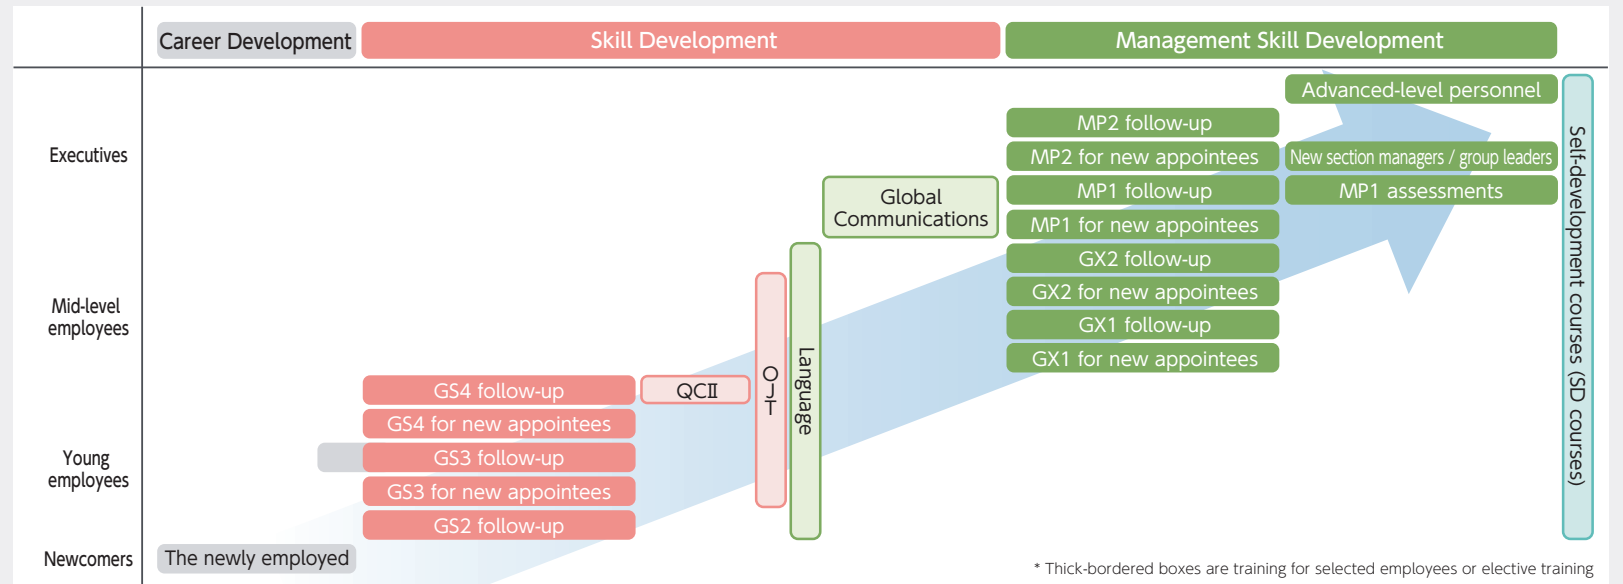 Career Development
Skill Development
Management Skill Development
Executives
Mid-level
employees
Young
employees
Newcomers
The newly employed
GS4 follow-up
GS4 for new appointees
GS3 follow-up
GS3 for new appointees
GS2 follow-up
QCⅡ
OJT
Language
Global
Communications
MP2 follow-up
MP2 for new appointees
MP1 follow-up
MP1 for new appointees
GX2 follow-up
GX2 for new appointees
GX1 follow-up
GX1 for new appointees
Advanced-level personnel
New section managers / group leaders
MP1 assessments
Self-development courses (SD courses)
* Thick-bordered boxes are training for selected employees or elective training